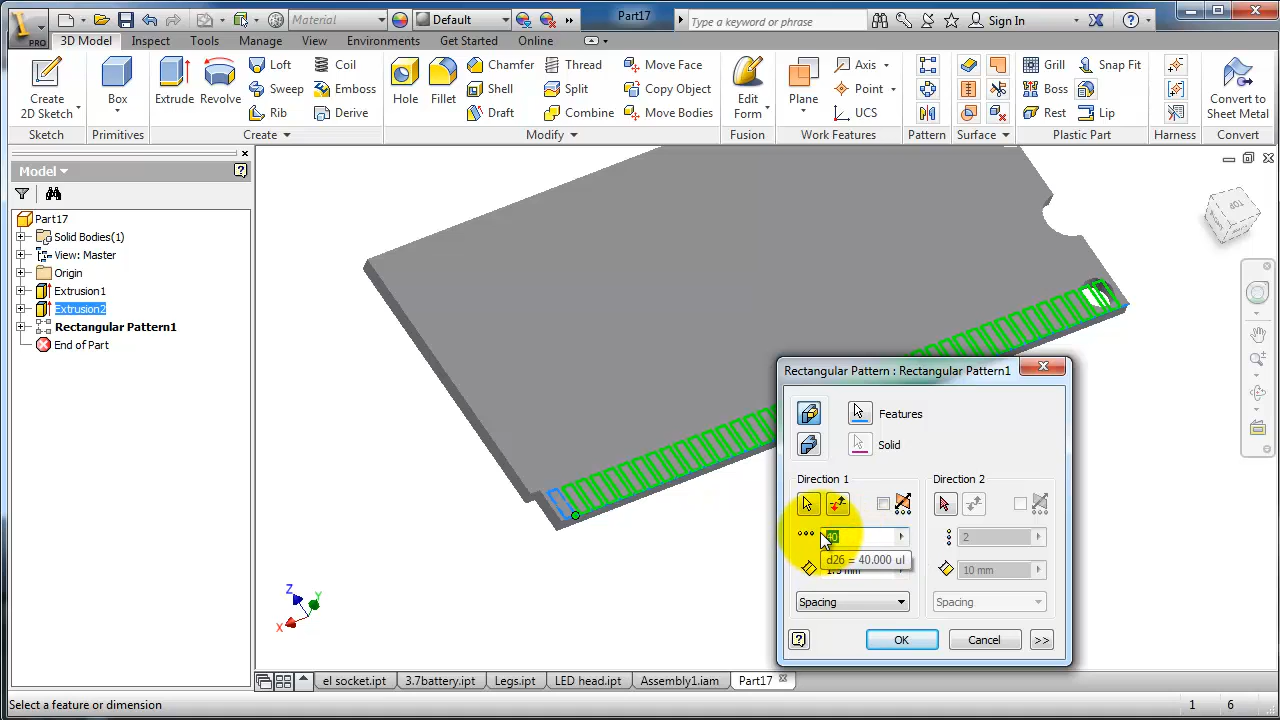 Material Default Part17 Type a keyword or phrase Sign In
PRO 3D Model Inspect Tools Manage View Environments Get Started Online
Create 2D Sketch Box Extrude Revolve Loft Coil Sweep Emboss Rib Derive Hole Fillet Chamfer Thread Move Face Shell Split Copy Object Draft Combine Move Bodies Edit Form Plane Axis Point UCS Grill Snap Fit Boss Rest Lip Convert to Sheet Metal
Sketch Primitives Create Modify Fusion Work Features Pattern Surface Plastic Part Harness Convert
Model
Part17
Solid Bodies(1)
View: Master
Origin
Extrusion1
Extrusion2
Rectangular Pattern1
End of Part
TOP
Z
Y
X
Rectangular Pattern : Rectangular Pattern1
Features
Solid
Direction 1 Direction 2
40 2
d26 = 40.000 ul
10 mm
Spacing Spacing
OK Cancel >>
el socket.ipt 3.7battery.ipt Legs.ipt LED head.ipt Assembly1.iam Part17
Select a feature or dimension 1 6